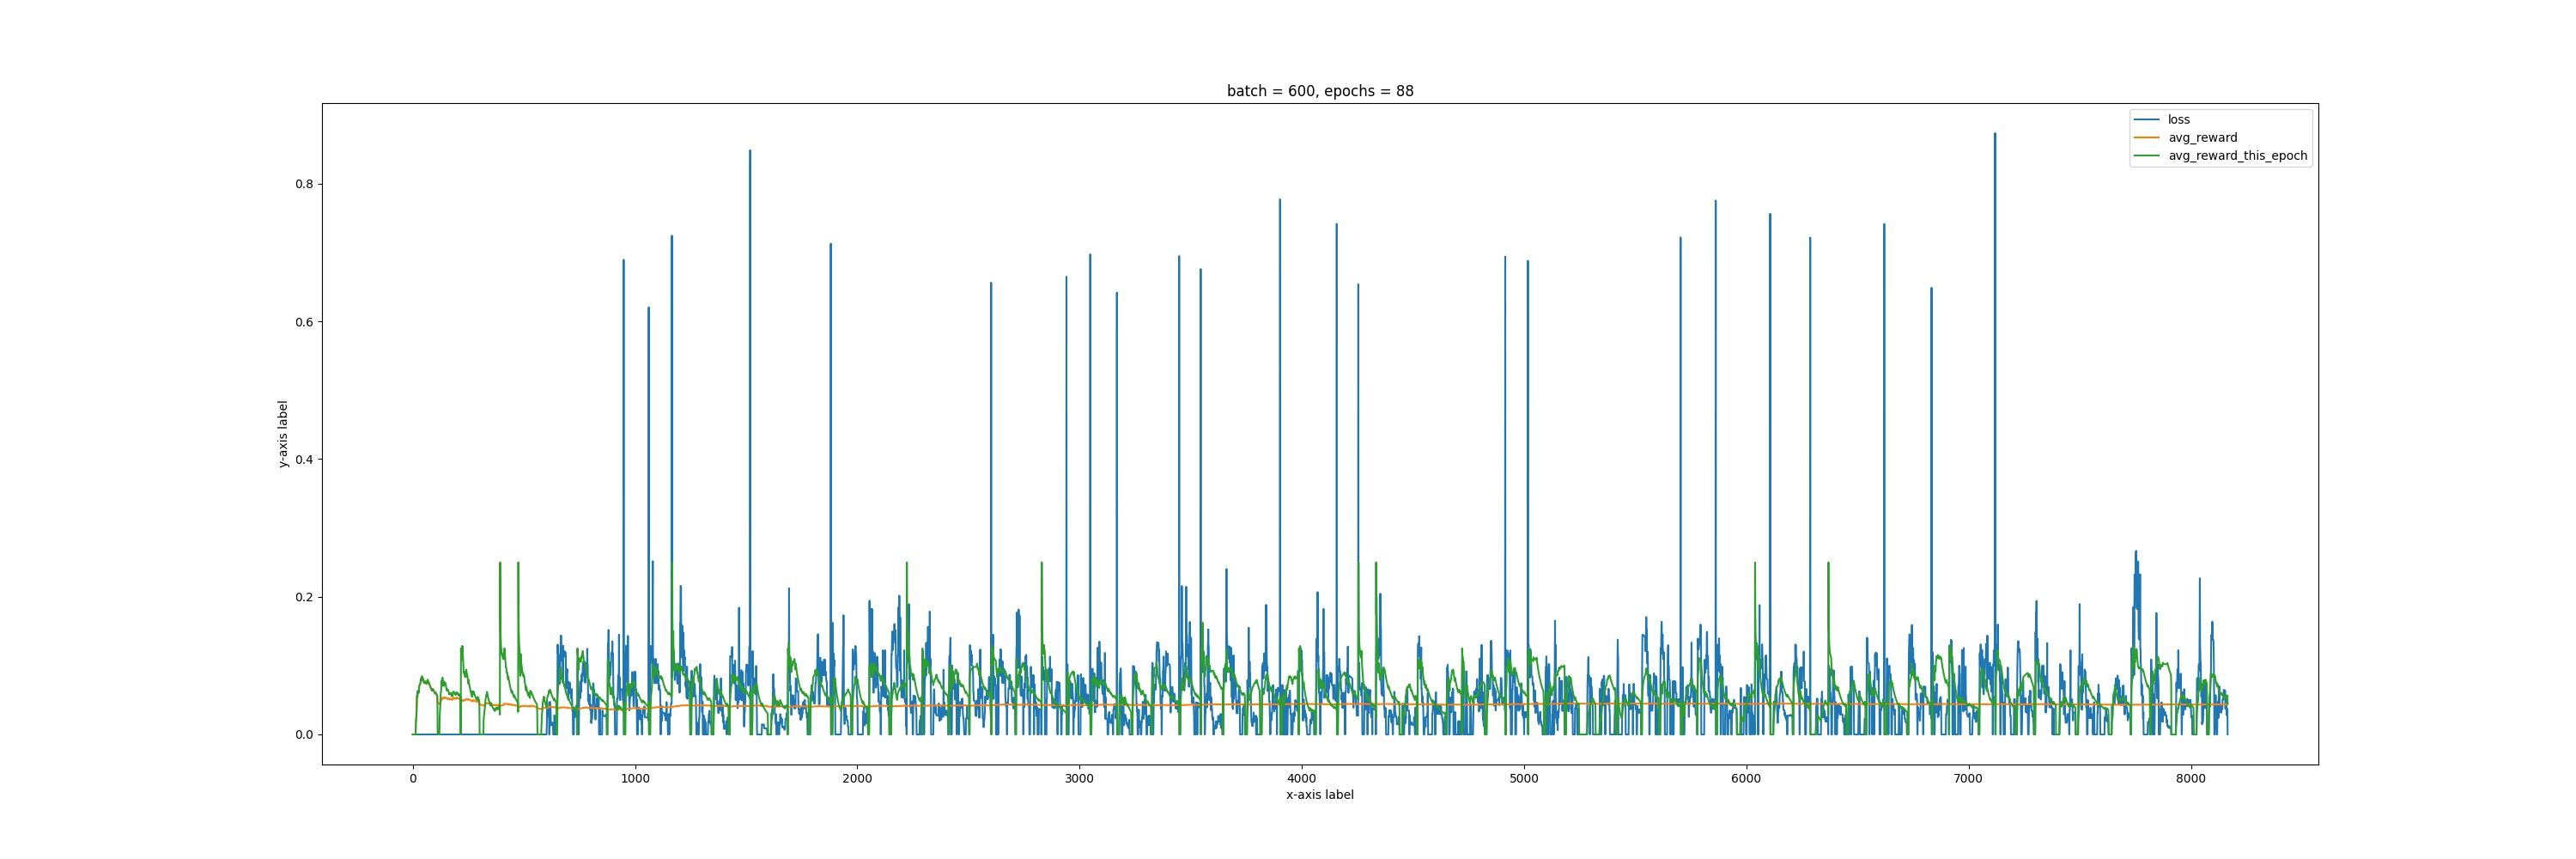 batch = 600, epochs = 88
loss
avg_reward
avg_reward_this_epoch
y-axis label
0.8
0.6
0.4
0.2
0.0
0 1000 2000 3000 4000 5000 6000 7000 8000
x-axis label